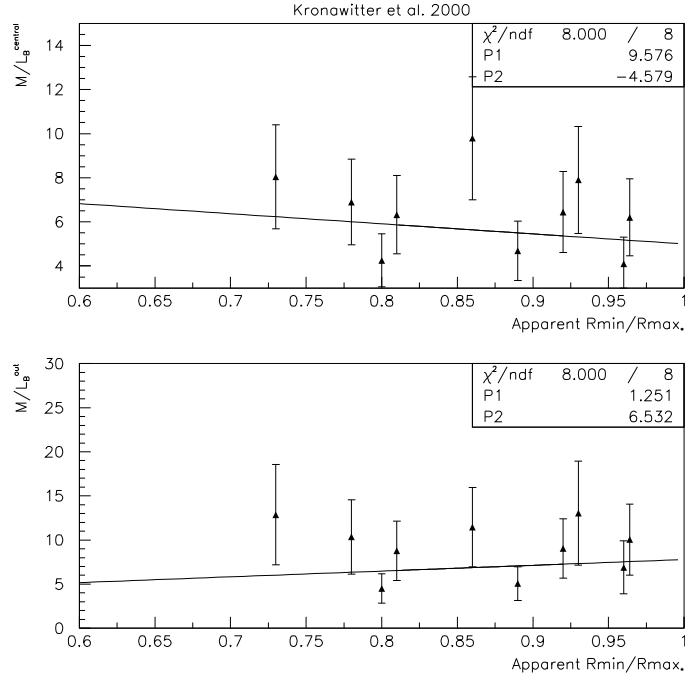 Kronawitter et al. 2000
M/L_B^central
χ²/ndf 8.000 / 8
P1 9.576
P2 −4.579
14
12
10
8
6
4
0.6 0.65 0.7 0.75 0.8 0.85 0.9 0.95 1
Apparent Rmin/Rmax.
M/L_B^out
χ²/ndf 8.000 / 8
P1 1.251
P2 6.532
30
25
20
15
10
5
0
0.6 0.65 0.7 0.75 0.8 0.85 0.9 0.95 1
Apparent Rmin/Rmax.